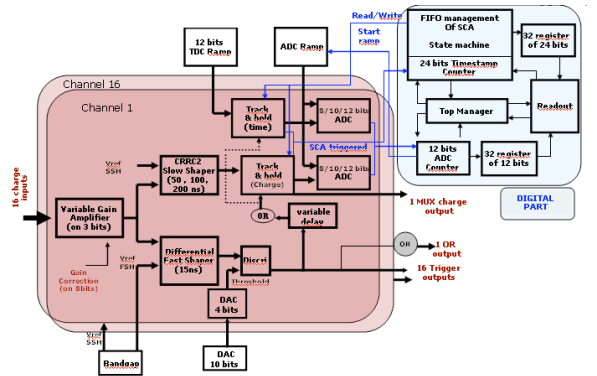 12 bits
TDC Ramp
ADC Ramp
Read/Write
Start
ramp
FIFO management
Of SCA
State machine
24 bits Timestamp
Counter
32 register
of 24 bits
Top Manager
Readout
12 bits
ADC
Counter
32 register
of 12 bits
DIGITAL
PART
Channel 16
Channel 1
Track
& hold
(time)
8/10/12 bits
ADC
SCA triggered
Vref
SSH
CRRC2
Slow Shaper
(50 , 100,
200 ns)
Track
& hold
(Charge)
8/10/12 bits
ADC
1 MUX charge
output
16 charge
inputs
Variable Gain
Amplifier
(on 3 bits)
OR
variable
delay
Gain
Correction
(on 8bits)
Vref
FSH
Differential
Fast Shaper
(15ns)
Discri
Threshold
OR
1 OR
output
16 Trigger
outputs
DAC
4 bits
Vref
SSH
Bandgap
DAC
10 bits